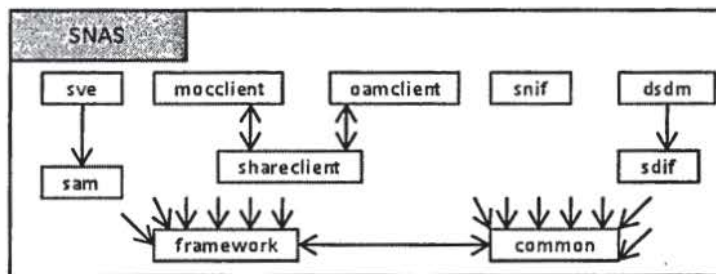 SNAS
sve
mocclient
oamclient
snif
dsdm
shareclient
sam
sdif
framework
common